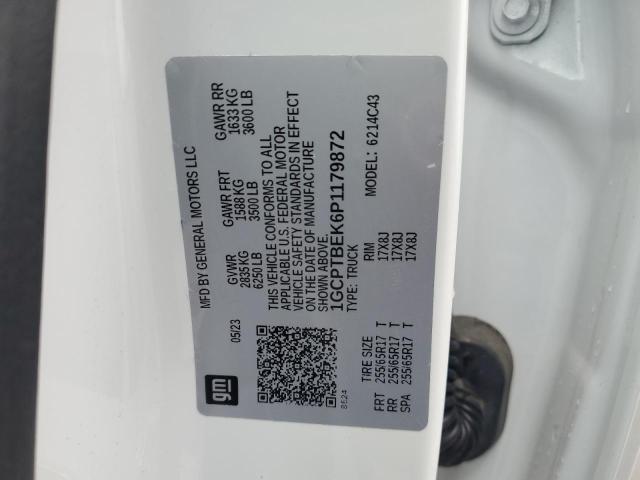 MFD BY GENERAL MOTORS LLC
05/23
GVWR GAWR FRT GAWR RR
2835 KG 1588 KG 1633 KG
6250 LB 3500 LB 3600 LB
THIS VEHICLE CONFORMS TO ALL
APPLICABLE U.S. FEDERAL MOTOR
VEHICLE SAFETY STANDARDS IN EFFECT
ON THE DATE OF MANUFACTURE
SHOWN ABOVE.
1GCPTBEK6P1179872
TYPE: TRUCK MODEL: 6214C43
gm
8624
TIRE SIZE RIM
FRT 255/65R17 T 17X8J
RR 255/65R17 T 17X8J
SPA 255/65R17 T 17X8J